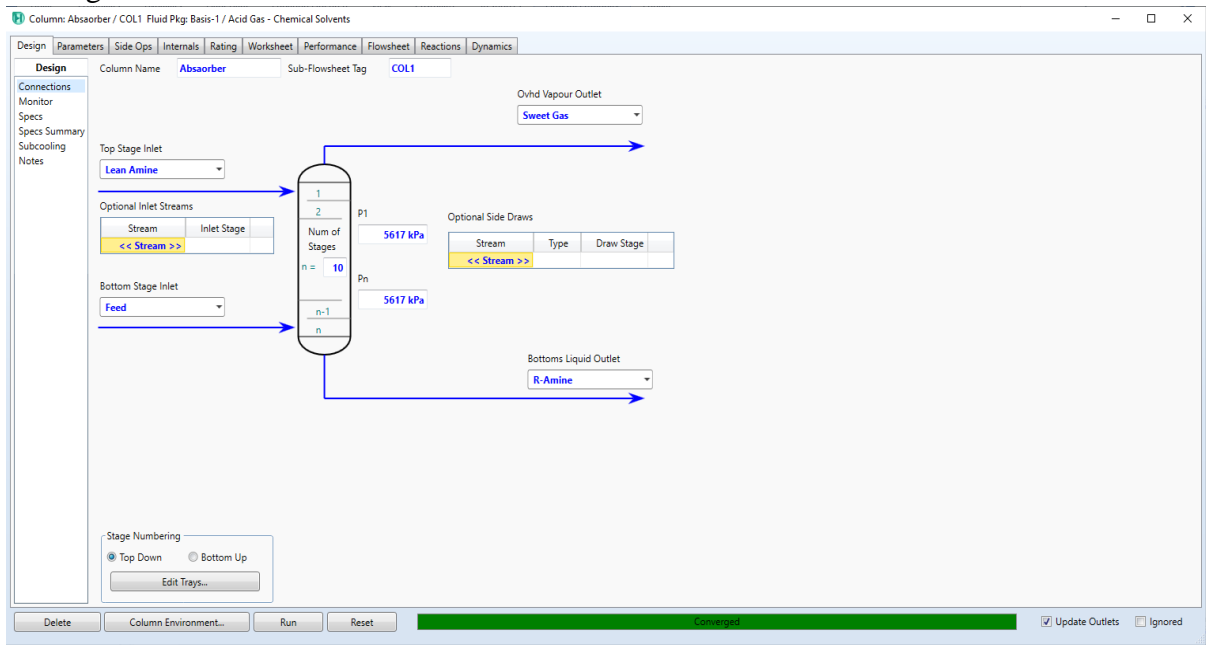 Column: Absaorber / COL1 Fluid Pkg: Basis-1 / Acid Gas - Chemical Solvents
Design Parameters Side Ops Internals Rating Worksheet Performance Flowsheet Reactions Dynamics
Design
Connections
Monitor
Specs
Specs Summary
Subcooling
Notes
Column Name Absaorber Sub-Flowsheet Tag COL1
Ovhd Vapour Outlet
Sweet Gas
Top Stage Inlet
Lean Amine
Optional Inlet Streams
Stream Inlet Stage
<< Stream >>
Bottom Stage Inlet
Feed
1
2
Num of
Stages
n = 10
n-1
n
P1
5617 kPa
Pn
5617 kPa
Optional Side Draws
Stream Type Draw Stage
<< Stream >>
Bottoms Liquid Outlet
R-Amine
Stage Numbering
Top Down Bottom Up
Edit Trays...
Delete Column Environment... Run Reset Converged Update Outlets Ignored